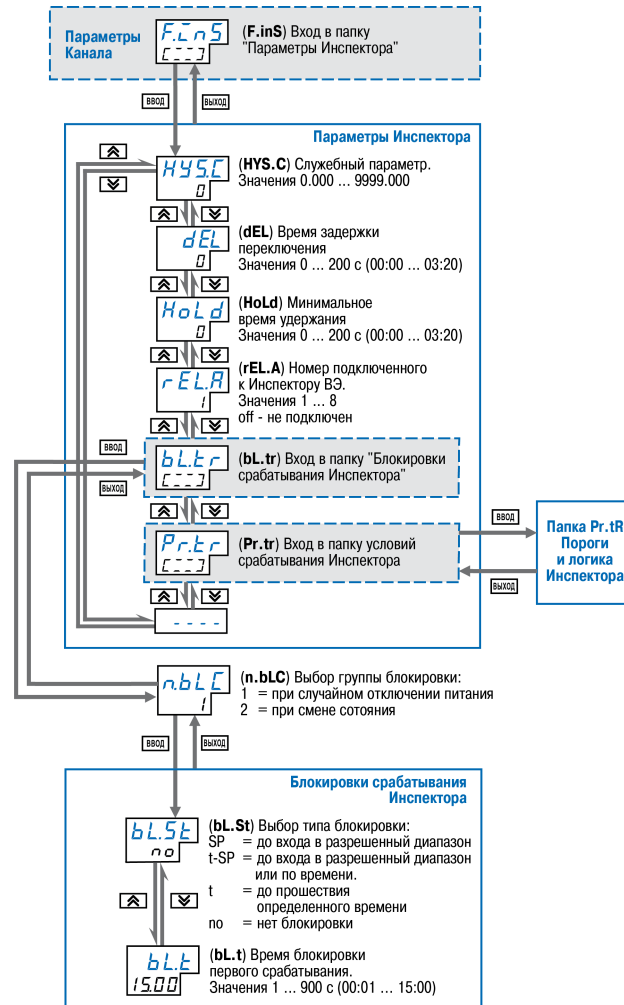 Параметры
Канала
F.inS
[---]
(F.inS) Вход в папку
"Параметры Инспектора"
ВВОД
ВЫХОД
Параметры Инспектора
HYS.C
0
(HYS.C) Служебный параметр.
Значения 0.000 ... 9999.000
dEL
0
(dEL) Время задержки
переключения
Значения 0 ... 200 с (00:00 ... 03:20)
HoLd
0
(HoLd) Минимальное
время удержания
Значения 0 ... 200 с (00:00 ... 03:20)
rEL.A
1
(rEL.A) Номер подключенного
к Инспектору ВЭ.
Значения 1 ... 8
off - не подключен
ВВОД
ВЫХОД
bL.tr
[---]
(bL.tr) Вход в папку "Блокировки
срабатывания Инспектора"
Pr.tr
[---]
(Pr.tr) Вход в папку условий
срабатывания Инспектора
ВВОД
ВЫХОД
Папка Pr.tR
Пороги
и логика
Инспектора
----
n.bLC
1
(n.bLC) Выбор группы блокировки:
1 = при случайном отключении питания
2 = при смене сотояния
ВВОД
ВЫХОД
Блокировки срабатывания
Инспектора
bL.St
no
(bL.St) Выбор типа блокировки:
SP = до входа в разрешенный диапазон
t-SP = до входа в разрешенный диапазон
или по времени.
t = до прошествия
определенного времени
no = нет блокировки
bL.t
15.00
(bL.t) Время блокировки
первого срабатывания.
Значения 1 ... 900 с (00:01 ... 15:00)